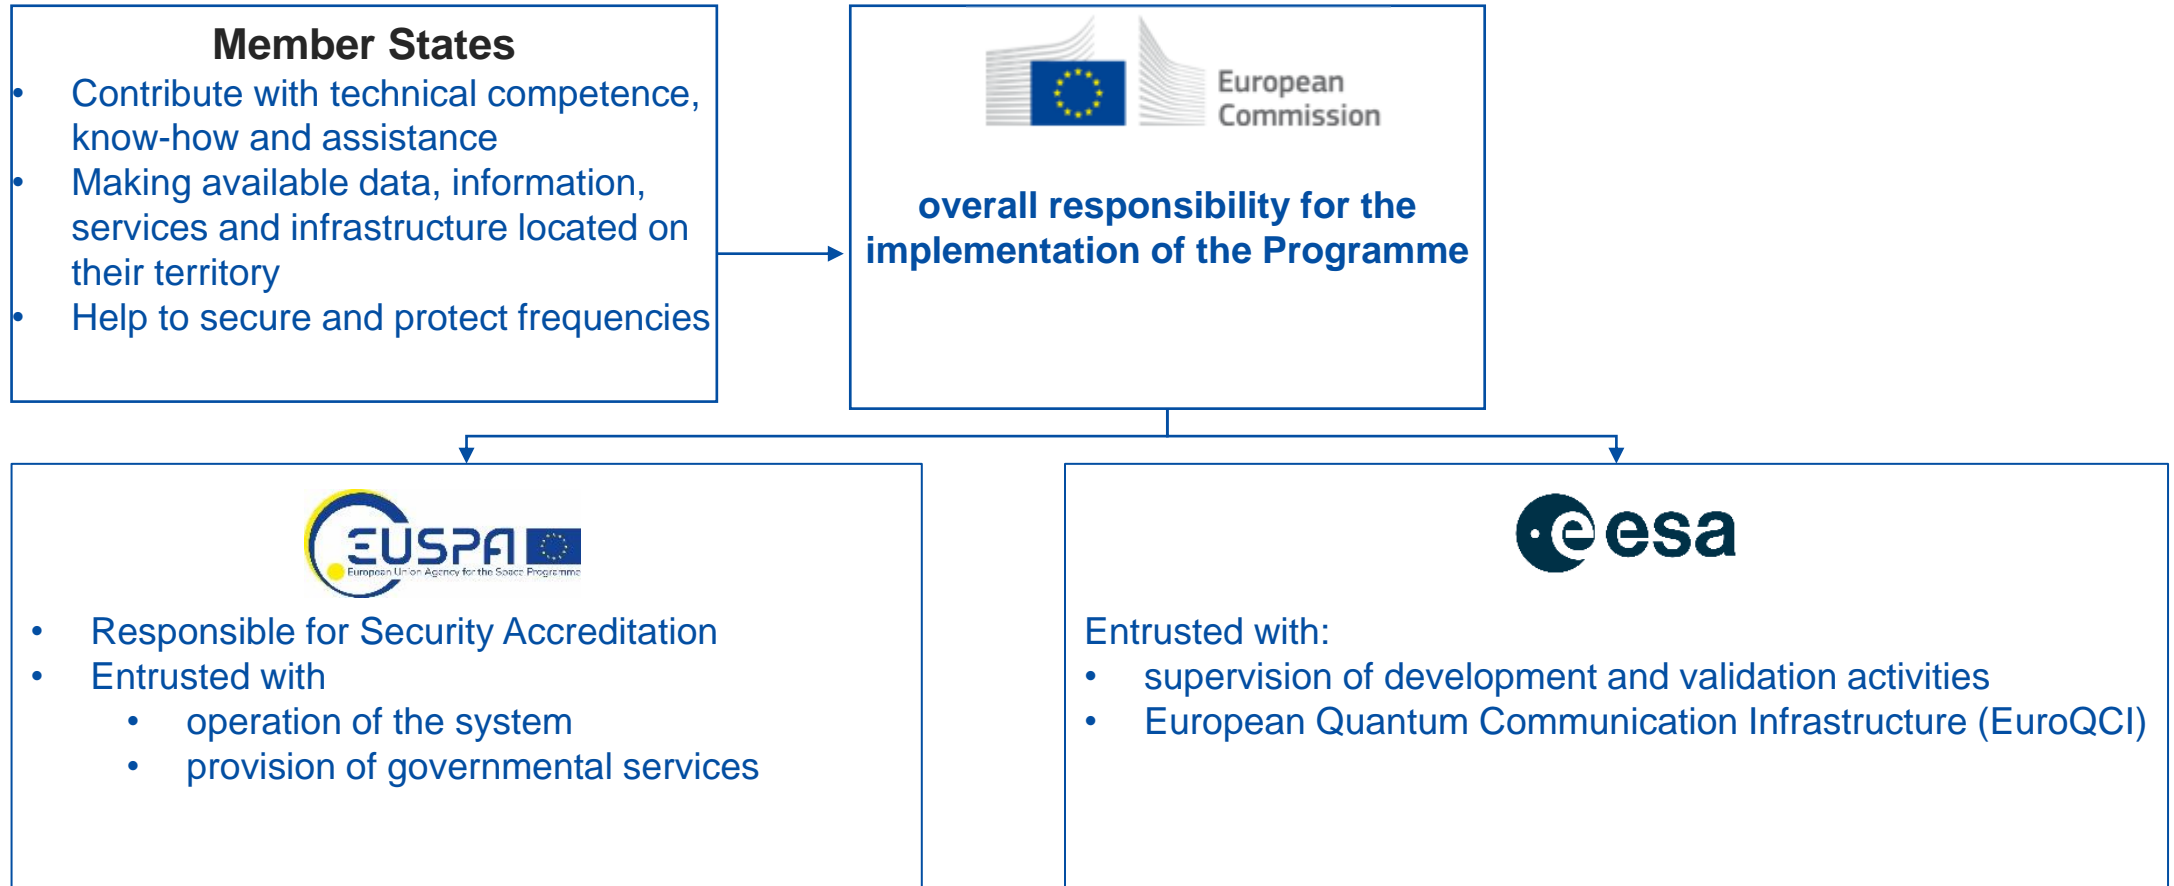 Member States
• Contribute with technical competence,
know-how and assistance
• Making available data, information,
services and infrastructure located on
their territory
• Help to secure and protect frequencies
European
Commission
overall responsibility for the
implementation of the Programme
EUSPA
European Union Agency for the Space Programme
• Responsible for Security Accreditation
• Entrusted with
• operation of the system
• provision of governmental services
esa
Entrusted with:
• supervision of development and validation activities
• European Quantum Communication Infrastructure (EuroQCI)